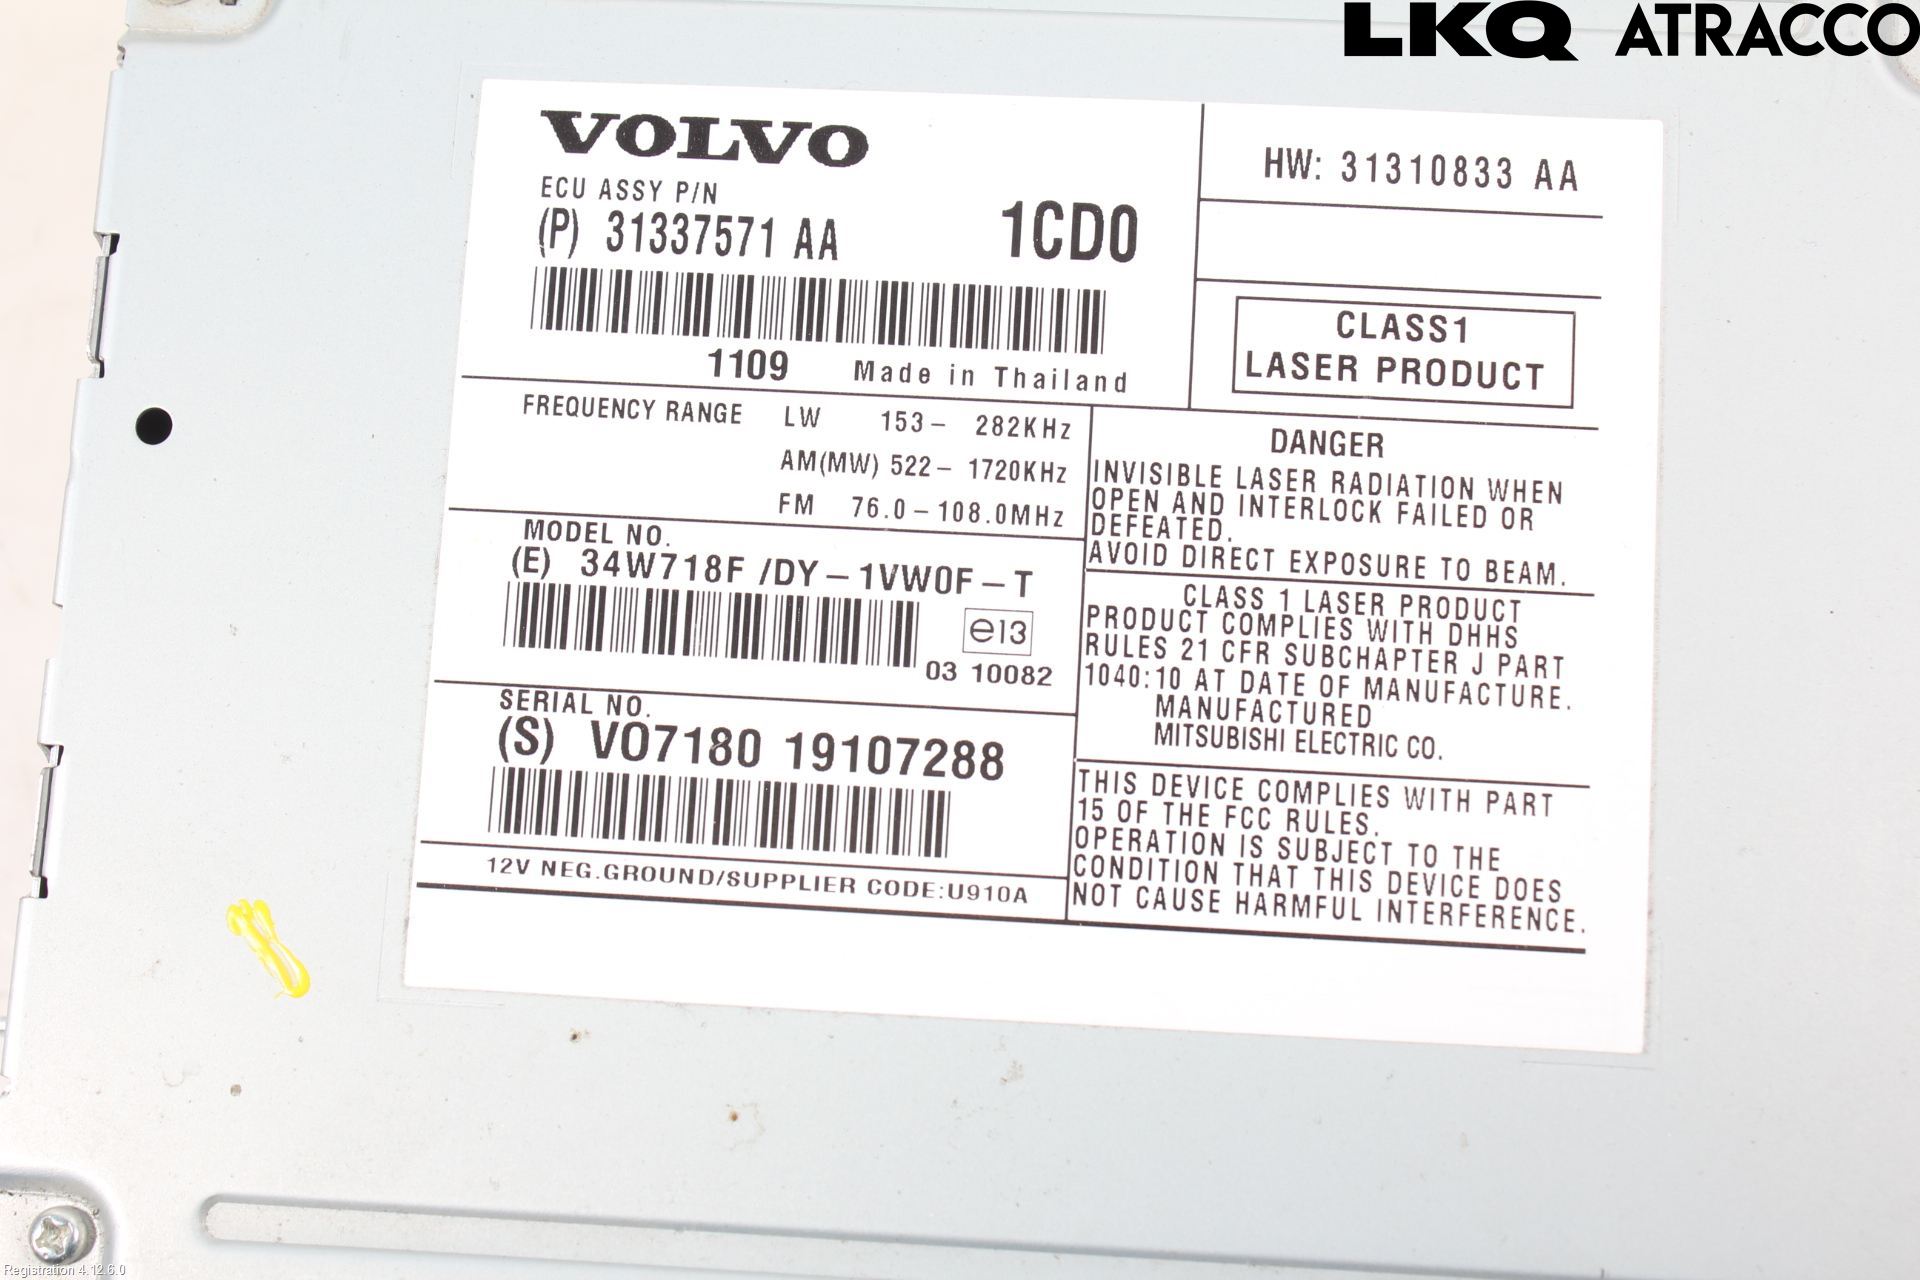 LKQ ATRACCO
VOLVO
ECU ASSY P/N
(P) 31337571 AA 1CD0
1109 Made in Thailand
HW: 31310833 AA
CLASS1
LASER PRODUCT
FREQUENCY RANGE LW 153- 282KHz
AM(MW) 522- 1720KHz
FM 76.0-108.0MHz
MODEL NO.
(E) 34W718F /DY-1VW0F-T
e13
03 10082
SERIAL NO.
(S) VO7180 19107288
12V NEG.GROUND/SUPPLIER CODE:U910A
DANGER
INVISIBLE LASER RADIATION WHEN
OPEN AND INTERLOCK FAILED OR
DEFEATED.
AVOID DIRECT EXPOSURE TO BEAM.
CLASS 1 LASER PRODUCT
PRODUCT COMPLIES WITH DHHS
RULES 21 CFR SUBCHAPTER J PART
1040:10 AT DATE OF MANUFACTURE.
MANUFACTURED
MITSUBISHI ELECTRIC CO.
THIS DEVICE COMPLIES WITH PART
15 OF THE FCC RULES.
OPERATION IS SUBJECT TO THE
CONDITION THAT THIS DEVICE DOES
NOT CAUSE HARMFUL INTERFERENCE.
Registration 4.12.6.0